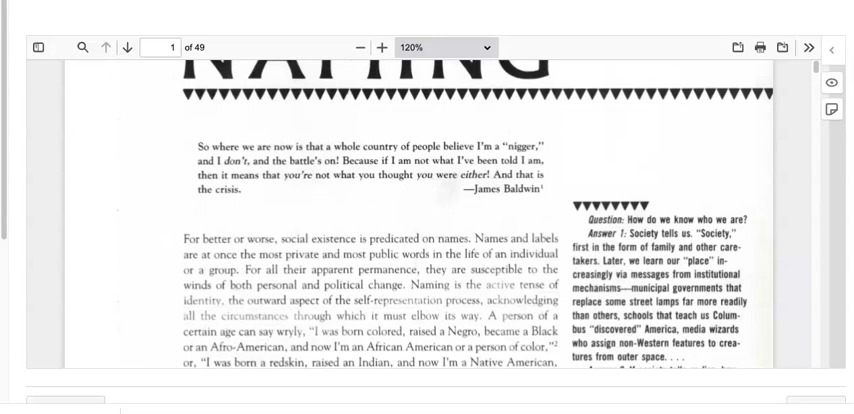 1 of 49
120%
NAMING
So where we are now is that a whole country of people believe I'm a "nigger,"
and I don't, and the battle's on! Because if I am not what I've been told I am,
then it means that you're not what you thought you were either! And that is
the crisis. —James Baldwin¹
For better or worse, social existence is predicated on names. Names and labels
are at once the most private and most public words in the life of an individual
or a group. For all their apparent permanence, they are susceptible to the
winds of both personal and political change. Naming is the active tense of
identity, the outward aspect of the self-representation process, acknowledging
all the circumstances through which it must elbow its way. A person of a
certain age can say wryly, "I was born colored, raised a Negro, became a Black
or an Afro-American, and now I'm an African American or a person of color,"²
or, "I was born a redskin, raised an Indian, and now I'm a Native American,
Question: How do we know who we are?
Answer 1: Society tells us. "Society,"
first in the form of family and other care-
takers. Later, we learn our "place" in-
creasingly via messages from institutional
mechanisms—municipal governments that
replace some street lamps far more readily
than others, schools that teach us Colum-
bus "discovered" America, media wizards
who assign non-Western features to crea-
tures from outer space. . . .